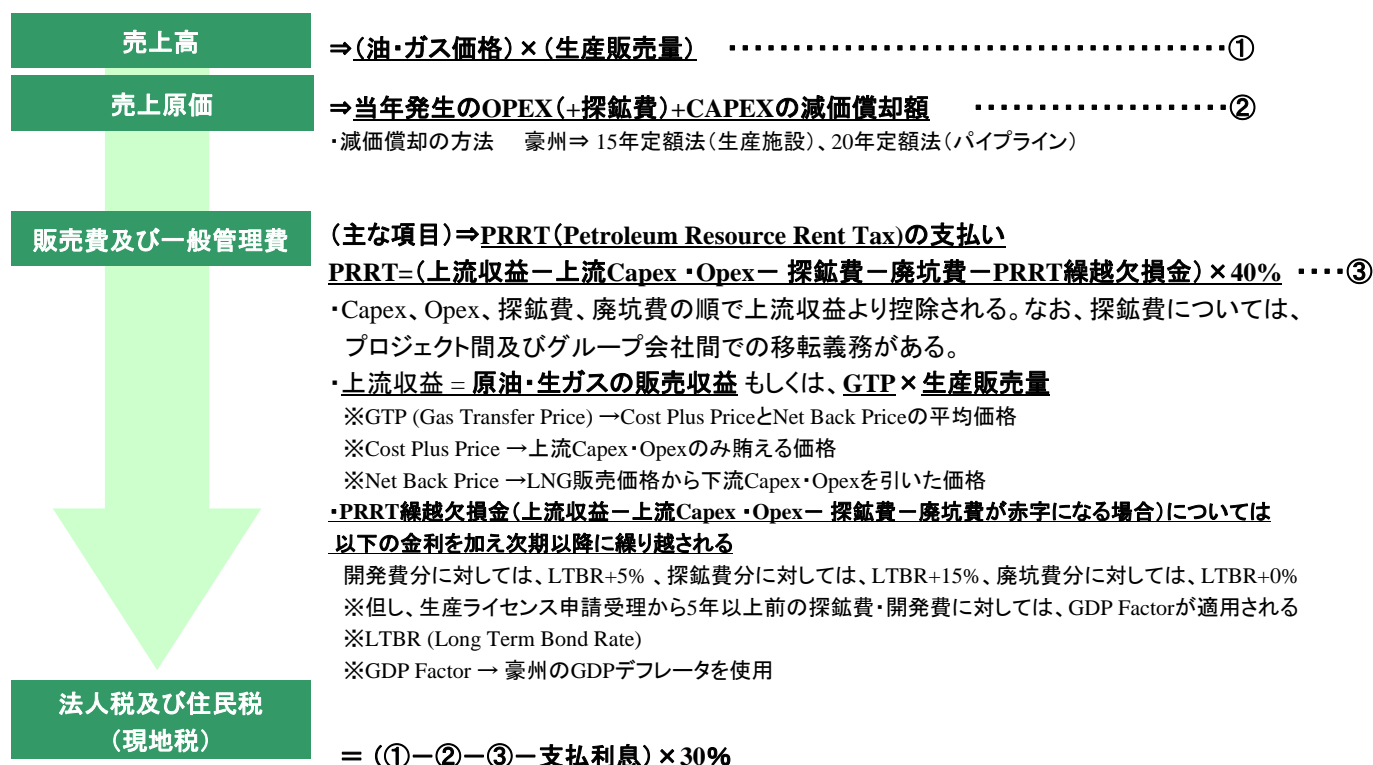 売上高
⇒(油・ガス価格)×(生産販売量) ・・・・・・・・・・・・・・・・・・・・・・・・・・・・・・・・・・・・・・①
売上原価
⇒当年発生のOPEX(+探鉱費)+CAPEXの減価償却額 ・・・・・・・・・・・・・・・・・・・②
・減価償却の方法 豪州⇒ 15年定額法(生産施設)、20年定額法(パイプライン)
販売費及び一般管理費
(主な項目)⇒PRRT(Petroleum Resource Rent Tax)の支払い
PRRT=(上流収益-上流Capex ・Opex- 探鉱費-廃坑費-PRRT繰越欠損金)×40% ・・・・③
・Capex、Opex、探鉱費、廃坑費の順で上流収益より控除される。なお、探鉱費については、
プロジェクト間及びグループ会社間での移転義務がある。
・上流収益 = 原油・生ガスの販売収益 もしくは、GTP×生産販売量
※GTP (Gas Transfer Price) →Cost Plus PriceとNet Back Priceの平均価格
※Cost Plus Price →上流Capex・Opexのみ賄える価格
※Net Back Price →LNG販売価格から下流Capex・Opexを引いた価格
・PRRT繰越欠損金(上流収益-上流Capex ・Opex- 探鉱費-廃坑費が赤字になる場合)については
以下の金利を加え次期以降に繰り越される
開発費分に対しては、LTBR+5% 、探鉱費分に対しては、LTBR+15%、廃坑費分に対しては、LTBR+0%
※但し、生産ライセンス申請受理から5年以上前の探鉱費・開発費に対しては、GDP Factorが適用される
※LTBR (Long Term Bond Rate)
※GDP Factor → 豪州のGDPデフレータを使用
法人税及び住民税
(現地税)
= (①-②-③-支払利息)×30%